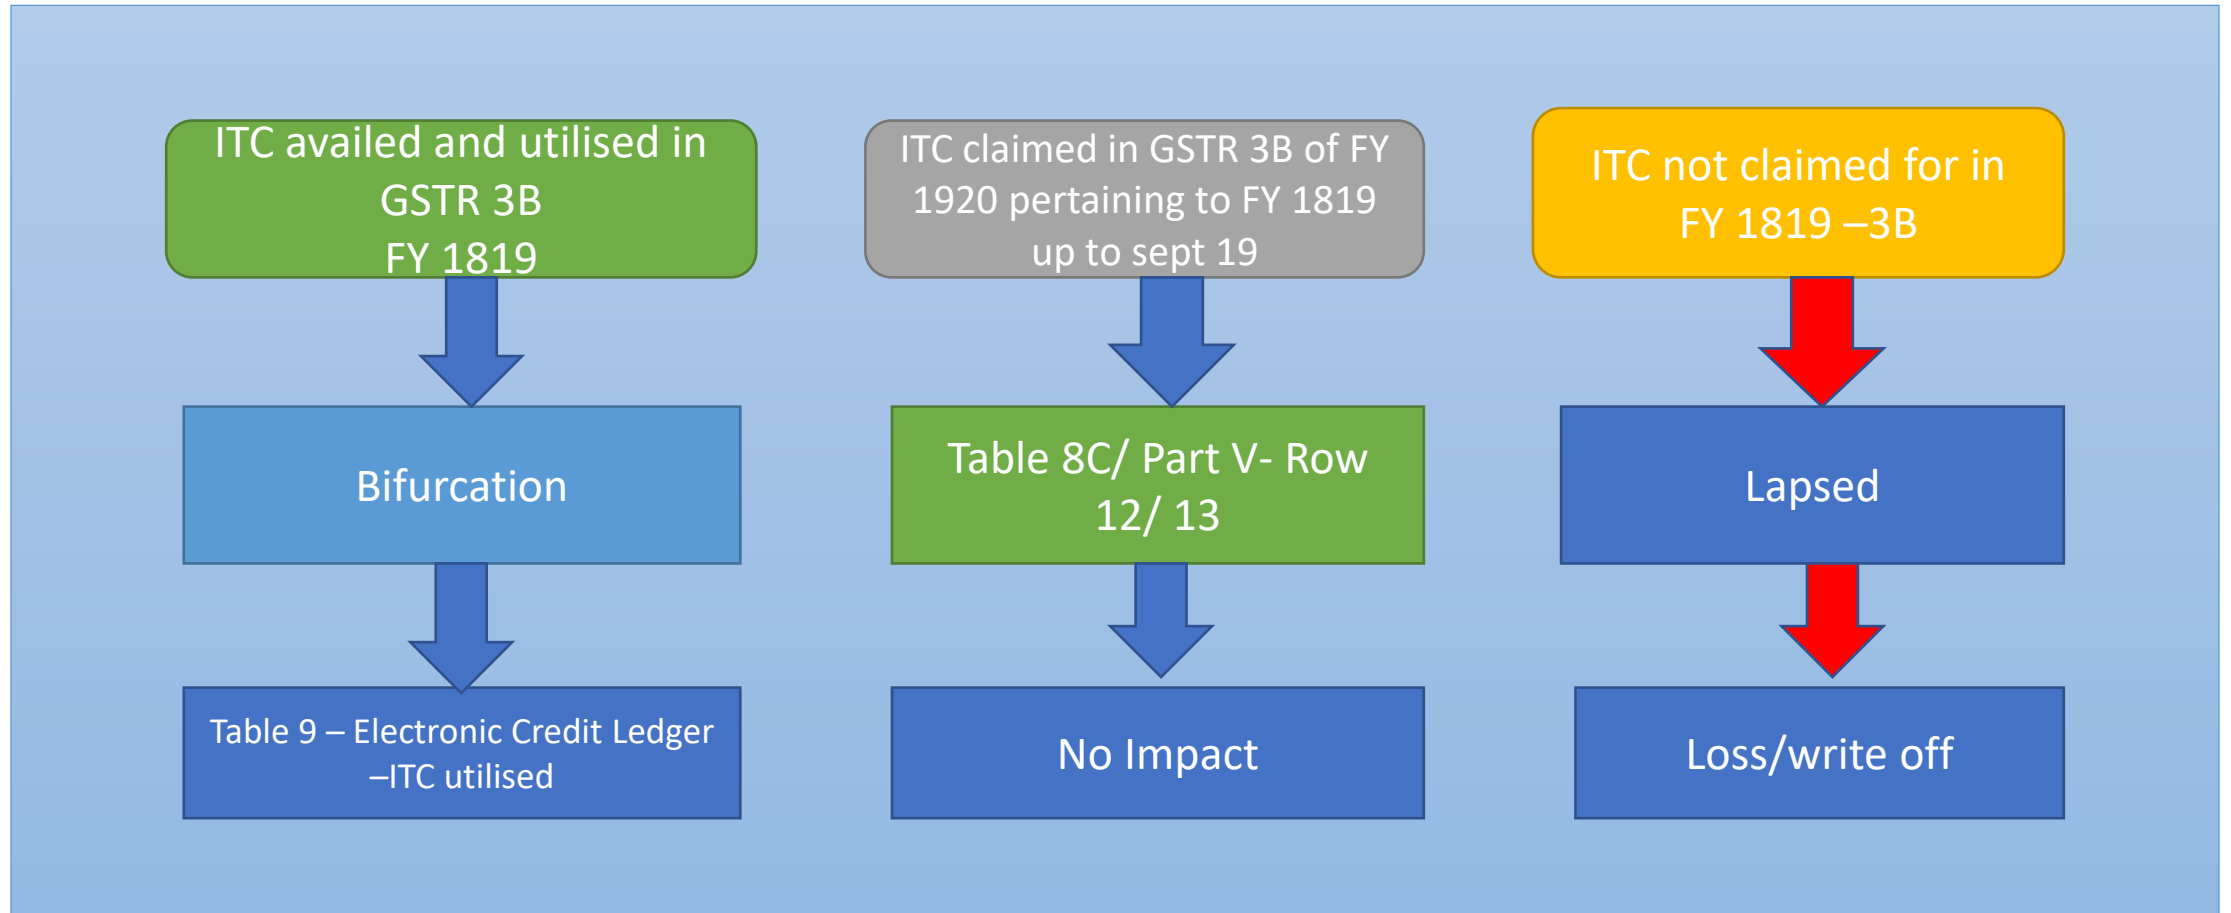 ITC availed and utilised in
GSTR 3B
FY 1819
ITC claimed in GSTR 3B of FY
1920 pertaining to FY 1819
up to sept 19
ITC not claimed for in
FY 1819 –3B
Bifurcation
Table 8C/ Part V- Row
12/ 13
Lapsed
Table 9 – Electronic Credit Ledger
–ITC utilised
No Impact
Loss/write off